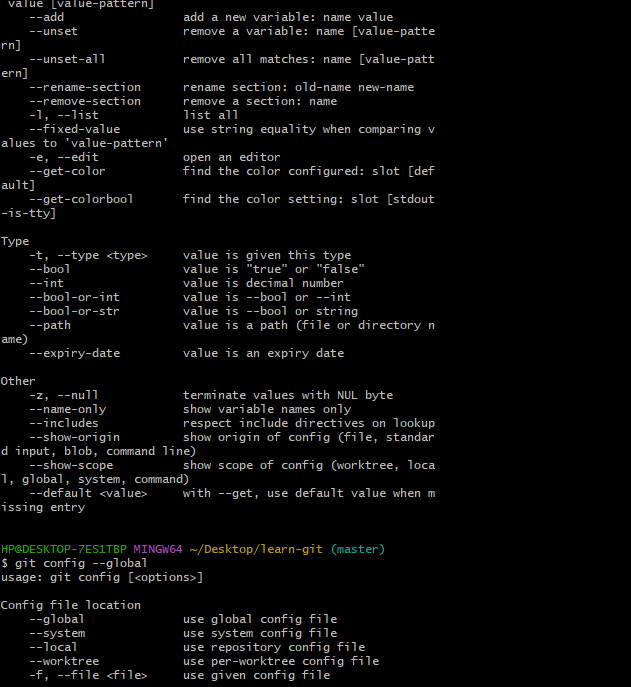 value [value-pattern]
    --add                 add a new variable: name value
    --unset               remove a variable: name [value-patte
rn]
    --unset-all           remove all matches: name [value-patt
ern]
    --rename-section      rename section: old-name new-name
    --remove-section      remove a section: name
    -l, --list            list all
    --fixed-value         use string equality when comparing v
alues to 'value-pattern'
    -e, --edit            open an editor
    --get-color           find the color configured: slot [def
ault]
    --get-colorbool       find the color setting: slot [stdout
-is-tty]

Type
    -t, --type <type>     value is given this type
    --bool                value is "true" or "false"
    --int                 value is decimal number
    --bool-or-int         value is --bool or --int
    --bool-or-str         value is --bool or string
    --path                value is a path (file or directory n
ame)
    --expiry-date         value is an expiry date

Other
    -z, --null            terminate values with NUL byte
    --name-only           show variable names only
    --includes            respect include directives on lookup
    --show-origin         show origin of config (file, standar
d input, blob, command line)
    --show-scope          show scope of config (worktree, loca
l, global, system, command)
    --default <value>     with --get, use default value when m
issing entry

HP@DESKTOP-7ES1TBP MINGW64 ~/Desktop/learn-git (master)
$ git config --global
usage: git config [<options>]

Config file location
    --global              use global config file
    --system              use system config file
    --local               use repository config file
    --worktree            use per-worktree config file
    -f, --file <file>     use given config file